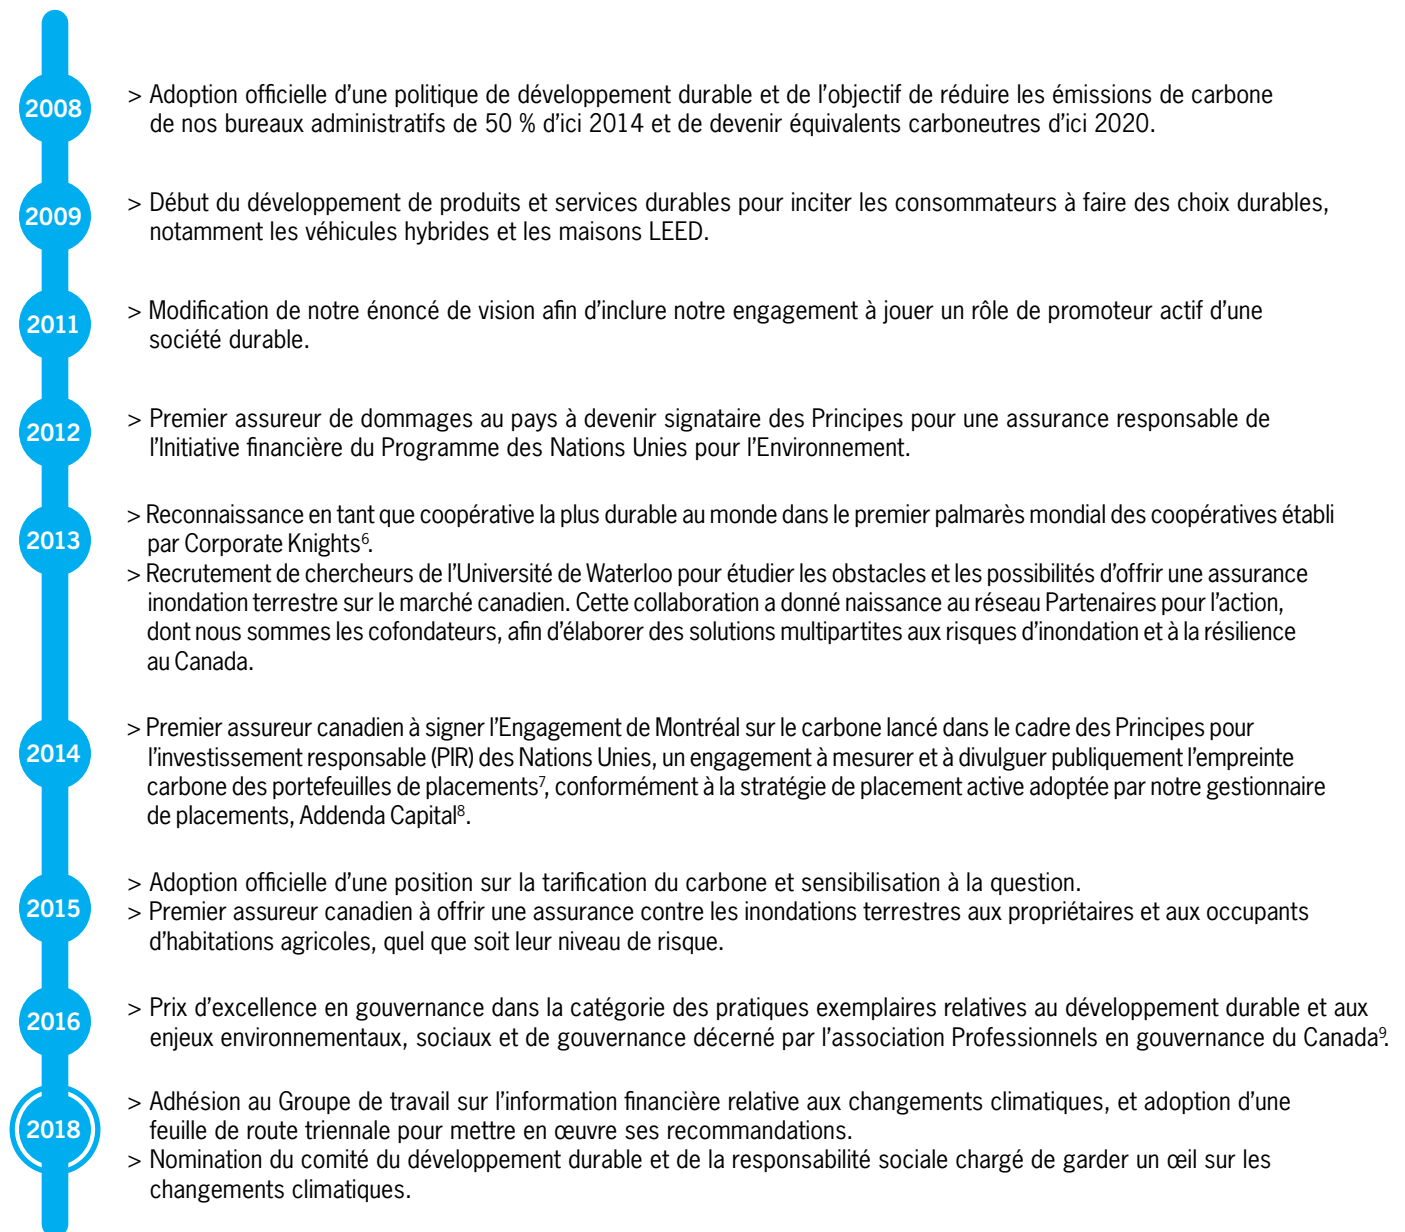 2008
> Adoption officielle d’une politique de développement durable et de l’objectif de réduire les émissions de carbone
de nos bureaux administratifs de 50 % d’ici 2014 et de devenir équivalents carboneutres d’ici 2020.
2009
> Début du développement de produits et services durables pour inciter les consommateurs à faire des choix durables,
notamment les véhicules hybrides et les maisons LEED.
2011
> Modification de notre énoncé de vision afin d’inclure notre engagement à jouer un rôle de promoteur actif d’une
société durable.
2012
> Premier assureur de dommages au pays à devenir signataire des Principes pour une assurance responsable de
l’Initiative financière du Programme des Nations Unies pour l’Environnement.
2013
> Reconnaissance en tant que coopérative la plus durable au monde dans le premier palmarès mondial des coopératives établi
par Corporate Knights⁶.
> Recrutement de chercheurs de l’Université de Waterloo pour étudier les obstacles et les possibilités d’offrir une assurance
inondation terrestre sur le marché canadien. Cette collaboration a donné naissance au réseau Partenaires pour l’action,
dont nous sommes les cofondateurs, afin d’élaborer des solutions multipartites aux risques d’inondation et à la résilience
au Canada.
2014
> Premier assureur canadien à signer l’Engagement de Montréal sur le carbone lancé dans le cadre des Principes pour
l’investissement responsable (PIR) des Nations Unies, un engagement à mesurer et à divulguer publiquement l’empreinte
carbone des portefeuilles de placements⁷, conformément à la stratégie de placement active adoptée par notre gestionnaire
de placements, Addenda Capital⁸.
2015
> Adoption officielle d’une position sur la tarification du carbone et sensibilisation à la question.
> Premier assureur canadien à offrir une assurance contre les inondations terrestres aux propriétaires et aux occupants
d’habitations agricoles, quel que soit leur niveau de risque.
2016
> Prix d’excellence en gouvernance dans la catégorie des pratiques exemplaires relatives au développement durable et aux
enjeux environnementaux, sociaux et de gouvernance décerné par l’association Professionnels en gouvernance du Canada⁹.
2018
> Adhésion au Groupe de travail sur l’information financière relative aux changements climatiques, et adoption d’une
feuille de route triennale pour mettre en œuvre ses recommandations.
> Nomination du comité du développement durable et de la responsabilité sociale chargé de garder un œil sur les
changements climatiques.